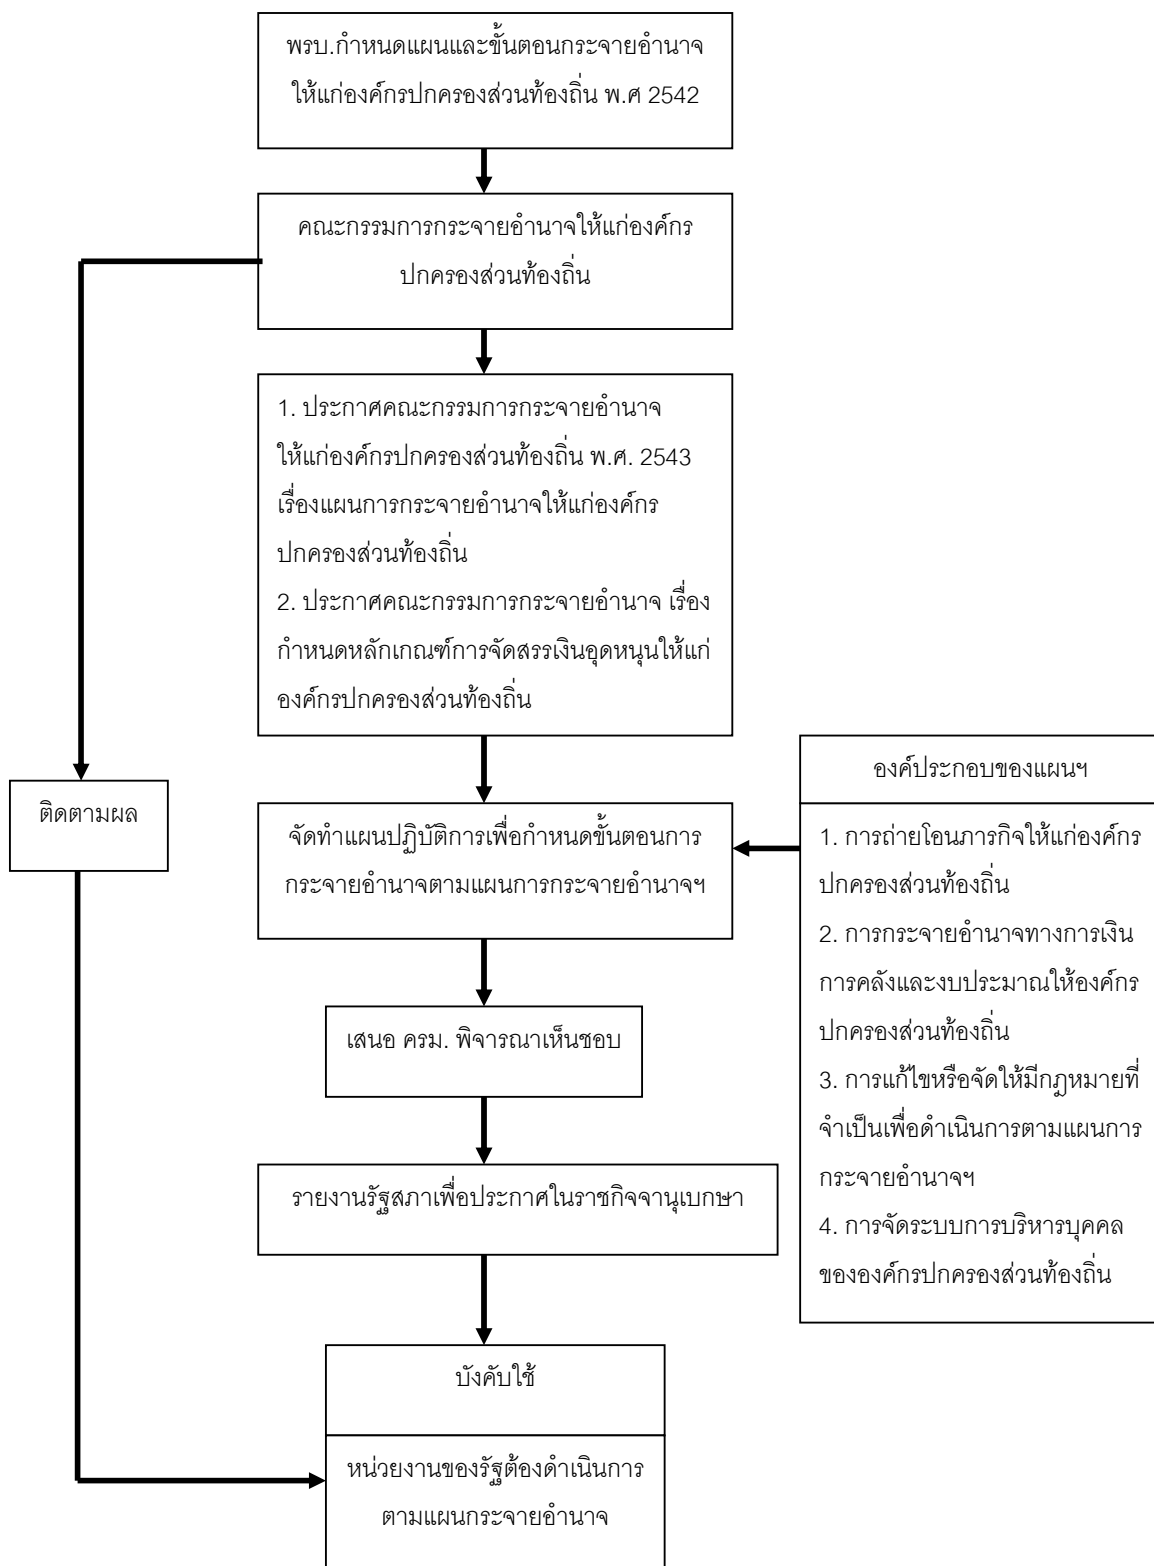 พรบ.กำหนดแผนและขั้นตอนกระจายอำนาจ
ให้แก่องค์กรปกครองส่วนท้องถิ่น พ.ศ 2542
คณะกรรมการกระจายอำนาจให้แก่องค์กร
ปกครองส่วนท้องถิ่น
1. ประกาศคณะกรรมการกระจายอำนาจ
ให้แก่องค์กรปกครองส่วนท้องถิ่น พ.ศ. 2543
เรื่องแผนการกระจายอำนาจให้แก่องค์กร
ปกครองส่วนท้องถิ่น
2. ประกาศคณะกรรมการกระจายอำนาจ เรื่อง
กำหนดหลักเกณฑ์การจัดสรรเงินอุดหนุนให้แก่
องค์กรปกครองส่วนท้องถิ่น
ติดตามผล
จัดทำแผนปฏิบัติการเพื่อกำหนดขั้นตอนการ
กระจายอำนาจตามแผนการกระจายอำนาจฯ
องค์ประกอบของแผนฯ
1. การถ่ายโอนภารกิจให้แก่องค์กร
ปกครองส่วนท้องถิ่น
2. การกระจายอำนาจทางการเงิน
การคลังและงบประมาณให้องค์กร
ปกครองส่วนท้องถิ่น
3. การแก้ไขหรือจัดให้มีกฎหมายที่
จำเป็นเพื่อดำเนินการตามแผนการ
กระจายอำนาจฯ
4. การจัดระบบการบริหารบุคคล
ขององค์กรปกครองส่วนท้องถิ่น
เสนอ ครม. พิจารณาเห็นชอบ
รายงานรัฐสภาเพื่อประกาศในราชกิจจานุเบกษา
บังคับใช้
หน่วยงานของรัฐต้องดำเนินการ
ตามแผนกระจายอำนาจ